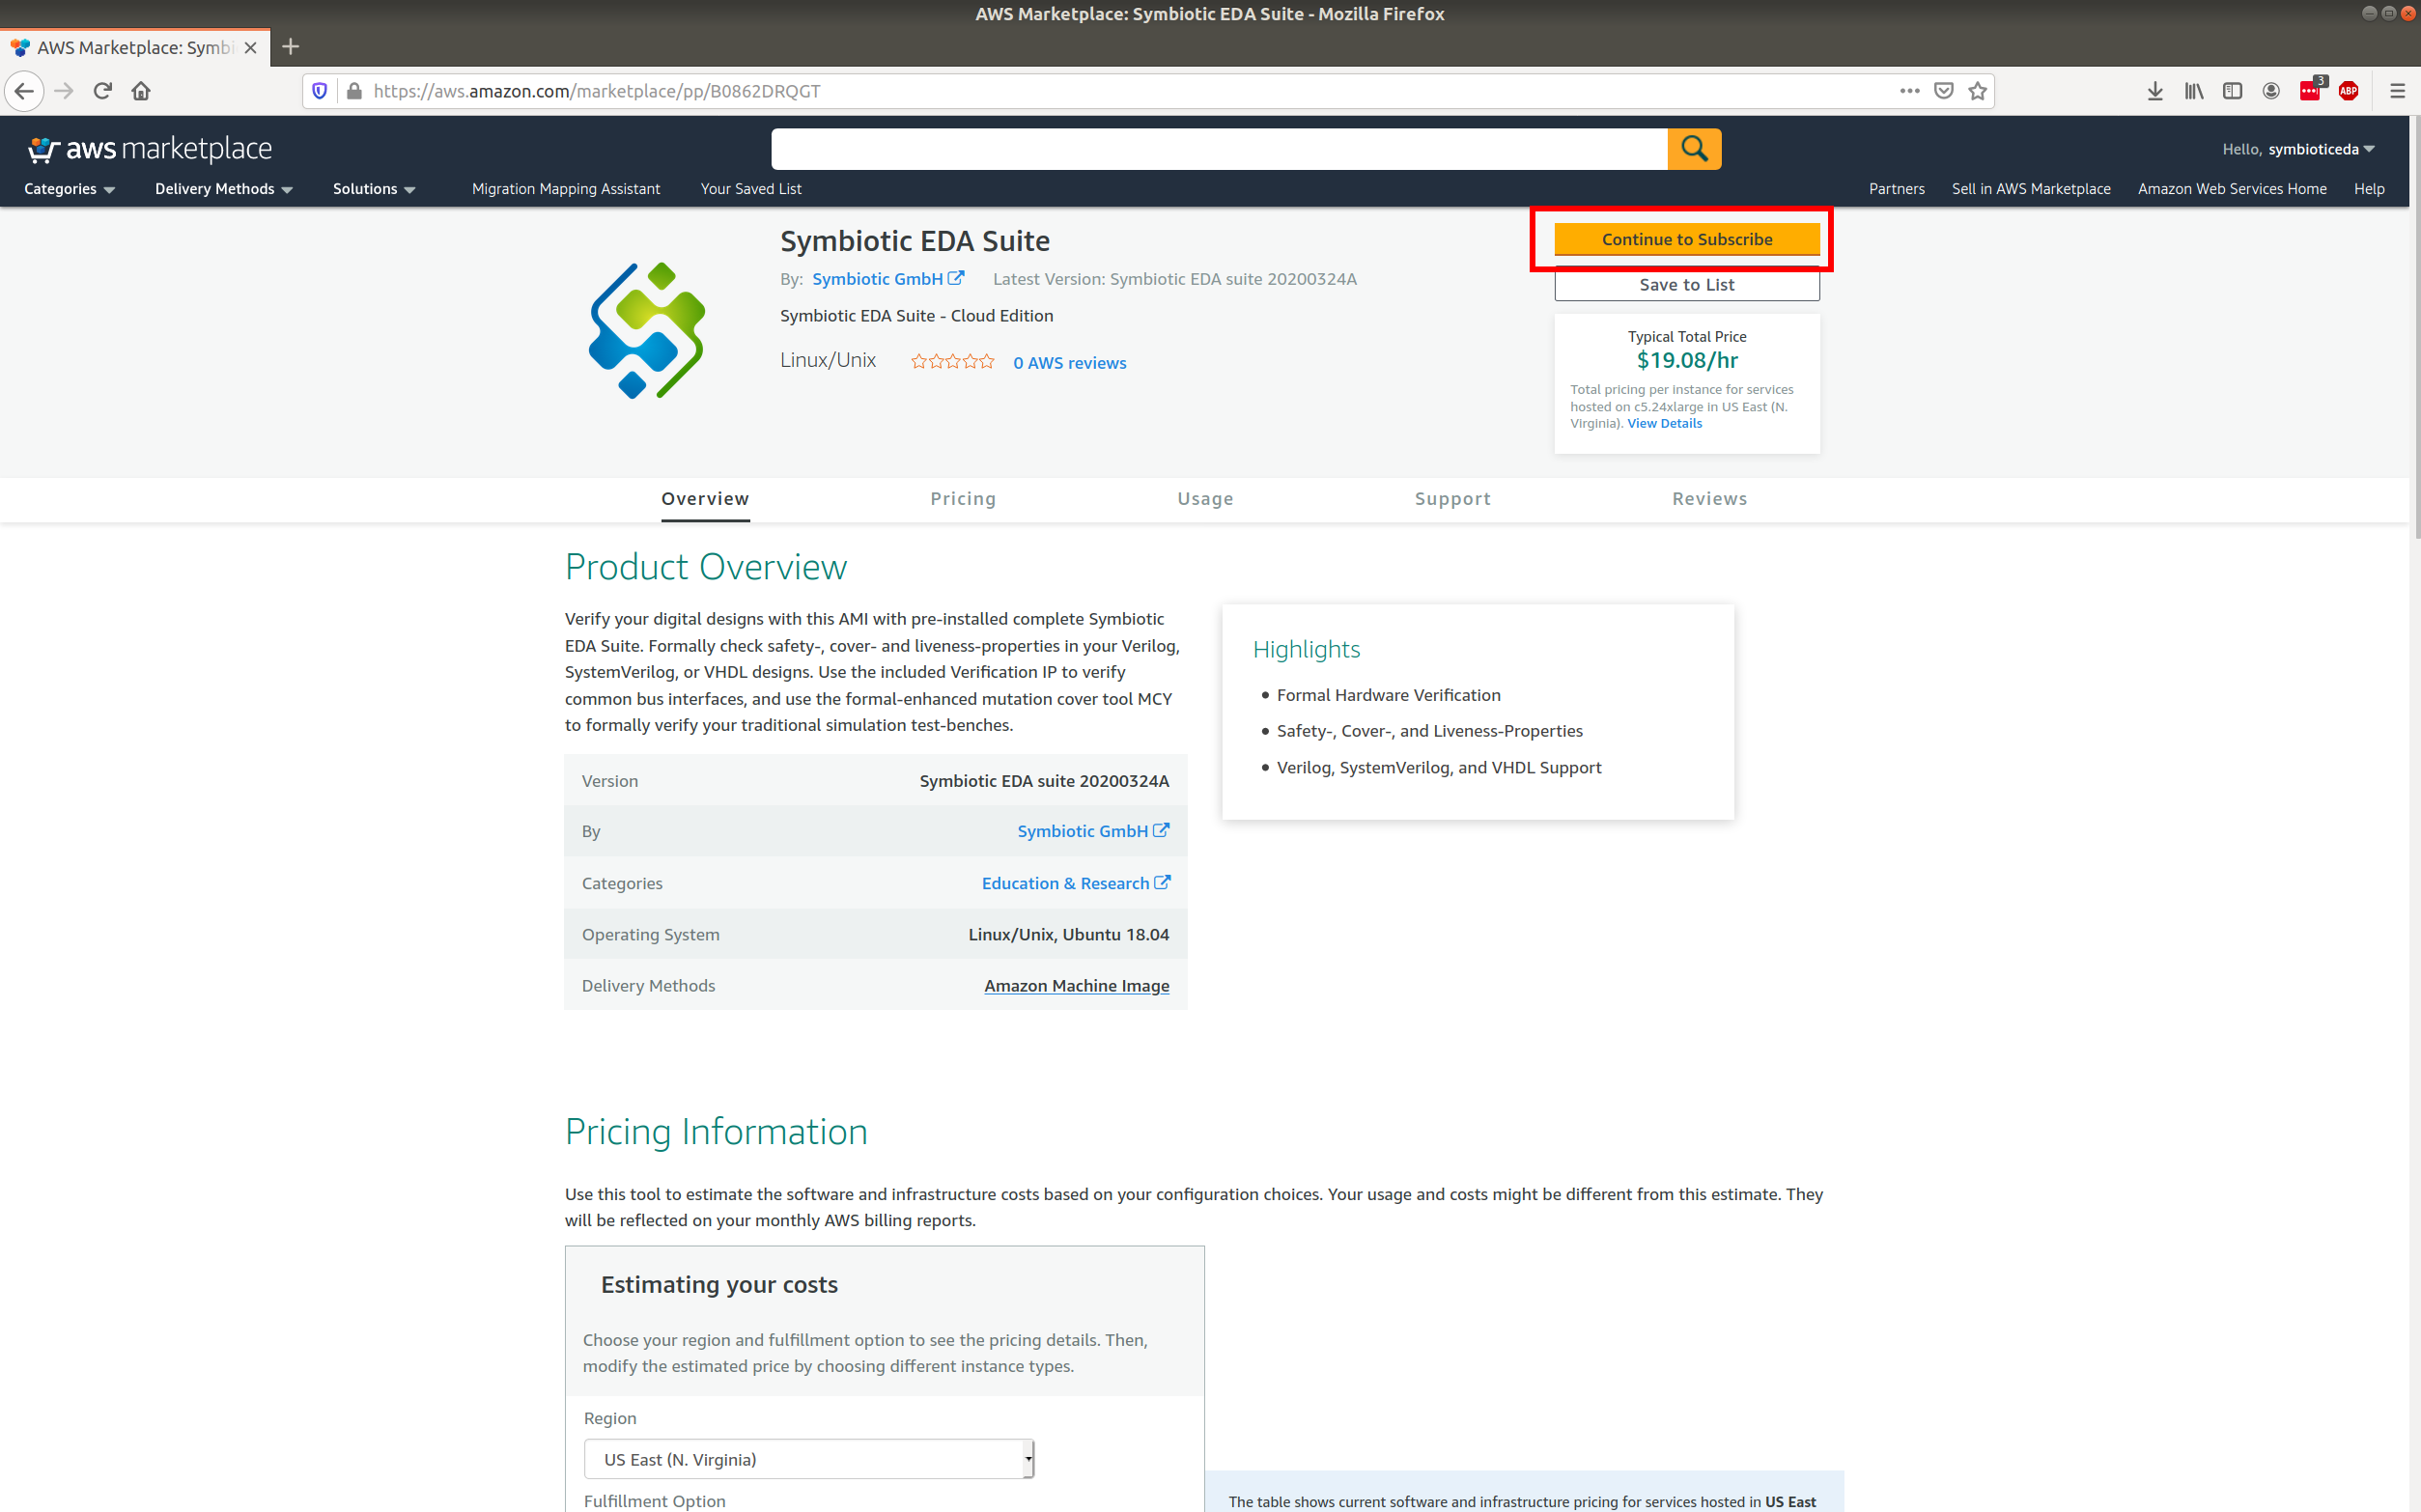 AWS Marketplace: Symbiotic EDA Suite - Mozilla Firefox
AWS Marketplace: Symbi
https://aws.amazon.com/marketplace/pp/B0862DRQGT
3
ABP
aws marketplace
Hello, symbioticeda
Categories Delivery Methods Solutions Migration Mapping Assistant Your Saved List Partners Sell in AWS Marketplace Amazon Web Services Home Help
Symbiotic EDA Suite
By: Symbiotic GmbH Latest Version: Symbiotic EDA suite 20200324A
Symbiotic EDA Suite - Cloud Edition
Linux/Unix 0 AWS reviews
Continue to Subscribe
Save to List
Typical Total Price
$19.08/hr
Total pricing per instance for services
hosted on c5.24xlarge in US East (N.
Virginia). View Details
Overview Pricing Usage Support Reviews
Product Overview
Verify your digital designs with this AMI with pre-installed complete Symbiotic
EDA Suite. Formally check safety-, cover- and liveness-properties in your Verilog,
SystemVerilog, or VHDL designs. Use the included Verification IP to verify
common bus interfaces, and use the formal-enhanced mutation cover tool MCY
to formally verify your traditional simulation test-benches.
Version Symbiotic EDA suite 20200324A
By Symbiotic GmbH
Categories Education & Research
Operating System Linux/Unix, Ubuntu 18.04
Delivery Methods Amazon Machine Image
Highlights
Formal Hardware Verification
Safety-, Cover-, and Liveness-Properties
Verilog, SystemVerilog, and VHDL Support
Pricing Information
Use this tool to estimate the software and infrastructure costs based on your configuration choices. Your usage and costs might be different from this estimate. They
will be reflected on your monthly AWS billing reports.
Estimating your costs
Choose your region and fulfillment option to see the pricing details. Then,
modify the estimated price by choosing different instance types.
Region
US East (N. Virginia)
Fulfillment Option
The table shows current software and infrastructure pricing for services hosted in US East